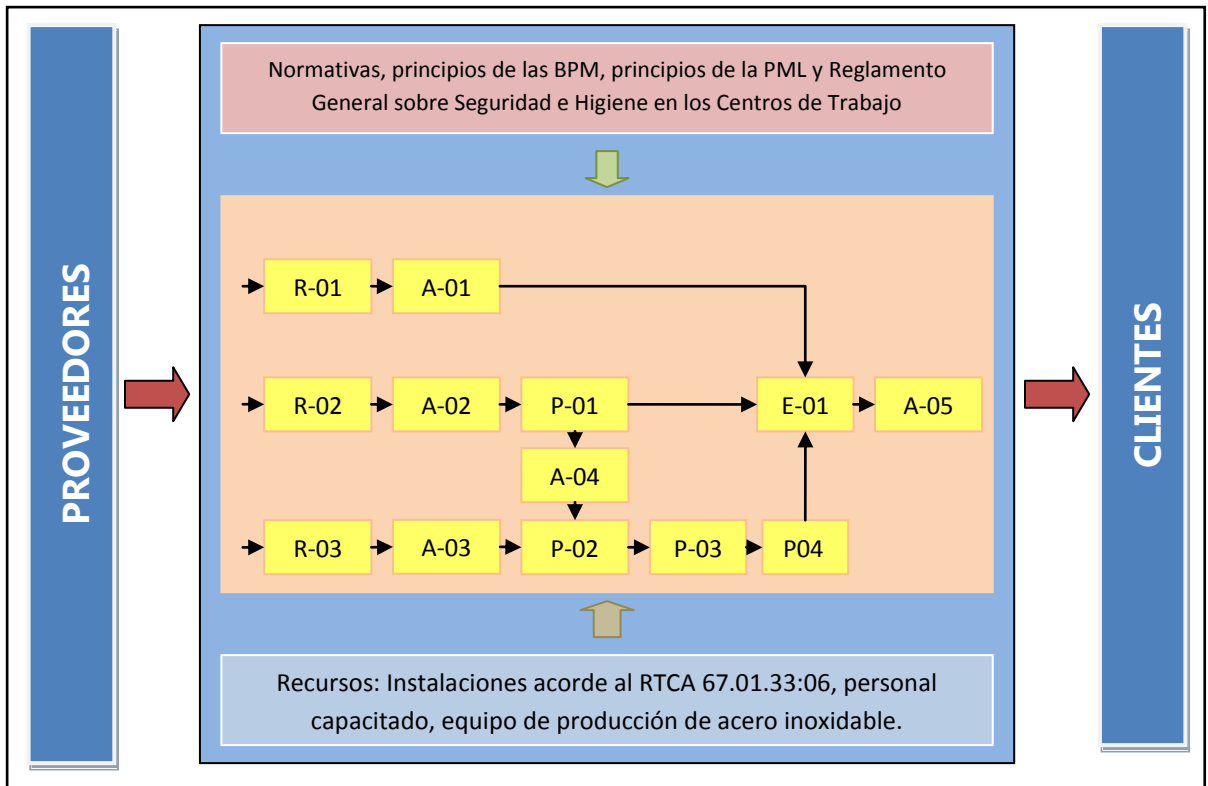 PROVEEDORES
Normativas, principios de las BPM, principios de la PML y Reglamento
General sobre Seguridad e Higiene en los Centros de Trabajo
R-01 A-01
R-02 A-02 P-01 E-01 A-05
A-04
R-03 A-03 P-02 P-03 P04
Recursos: Instalaciones acorde al RTCA 67.01.33:06, personal
capacitado, equipo de producción de acero inoxidable.
CLIENTES